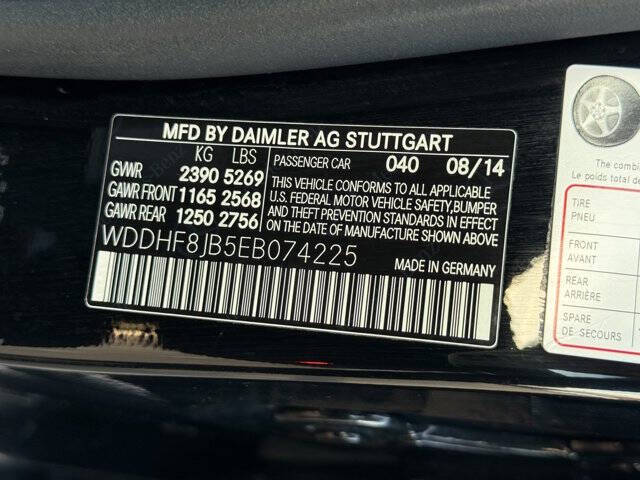 MFD BY DAIMLER AG STUTTGART
KG LBS
GVWR 2390 5269
GAWR FRONT 1165 2568
GAWR REAR 1250 2756
PASSENGER CAR 040 08/14
THIS VEHICLE CONFORMS TO ALL APPLICABLE
U.S. FEDERAL MOTOR VEHICLE SAFETY, BUMPER
AND THEFT PREVENTION STANDARDS IN EFFECT
ON THE DATE OF MANUFACTURE SHOWN ABOVE
WDDHF8JB5EB074225
MADE IN GERMANY
The combi
Le poids total de
TIRE
PNEU
FRONT
AVANT
REAR
ARRIÈRE
SPARE
DE SECOURS